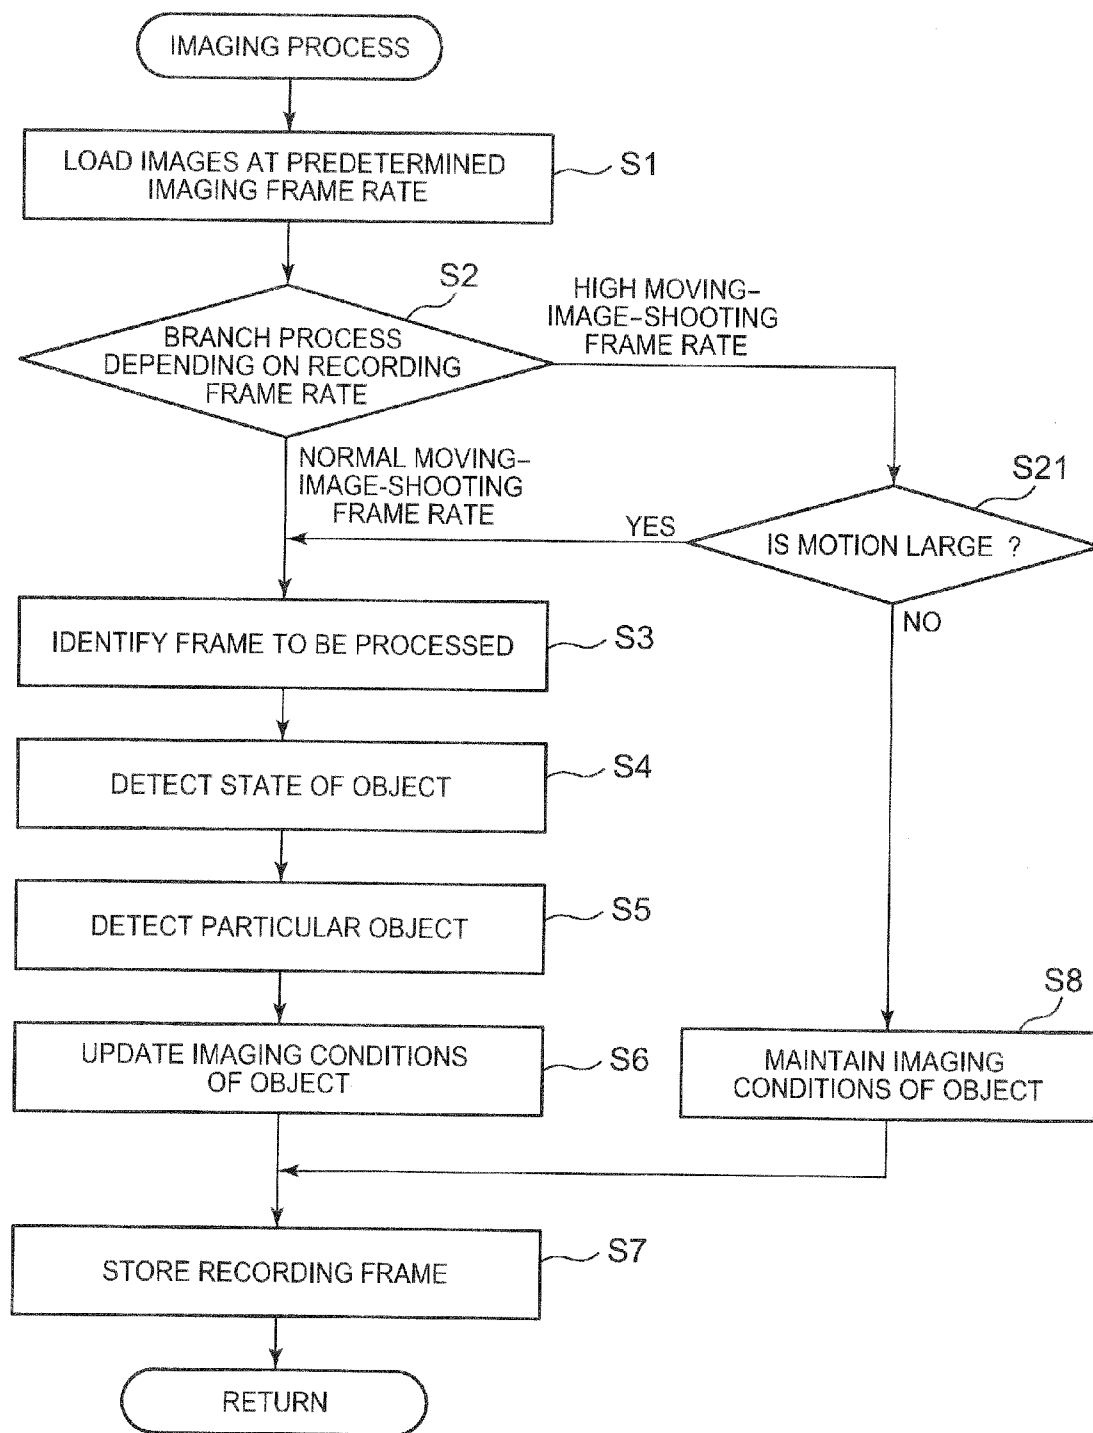 IMAGING PROCESS
LOAD IMAGES AT PREDETERMINED
IMAGING FRAME RATE
S1
S2
BRANCH PROCESS
DEPENDING ON RECORDING
FRAME RATE
HIGH MOVING-
IMAGE-SHOOTING
FRAME RATE
NORMAL MOVING-
IMAGE-SHOOTING
FRAME RATE
S21
YES
IS MOTION LARGE ?
NO
IDENTIFY FRAME TO BE PROCESSED
S3
DETECT STATE OF OBJECT
S4
DETECT PARTICULAR OBJECT
S5
UPDATE IMAGING CONDITIONS
OF OBJECT
S6
S8
MAINTAIN IMAGING
CONDITIONS OF OBJECT
STORE RECORDING FRAME
S7
RETURN